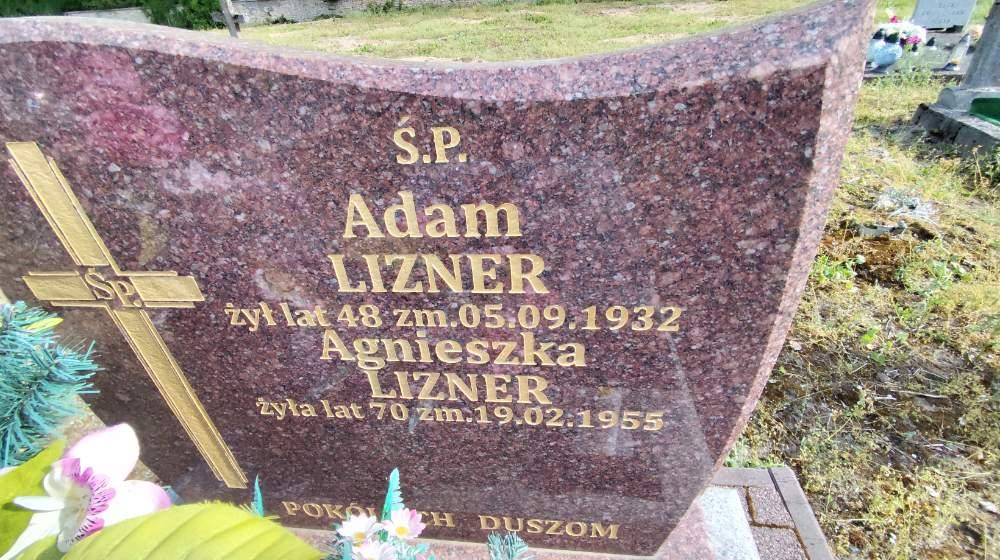 Ś.P.
Adam
LIZNER
żył lat 48 zm.05.09.1932
Agnieszka
LIZNER
żyła lat 70 zm.19.02.1955
Ś.P.
DUSZOM